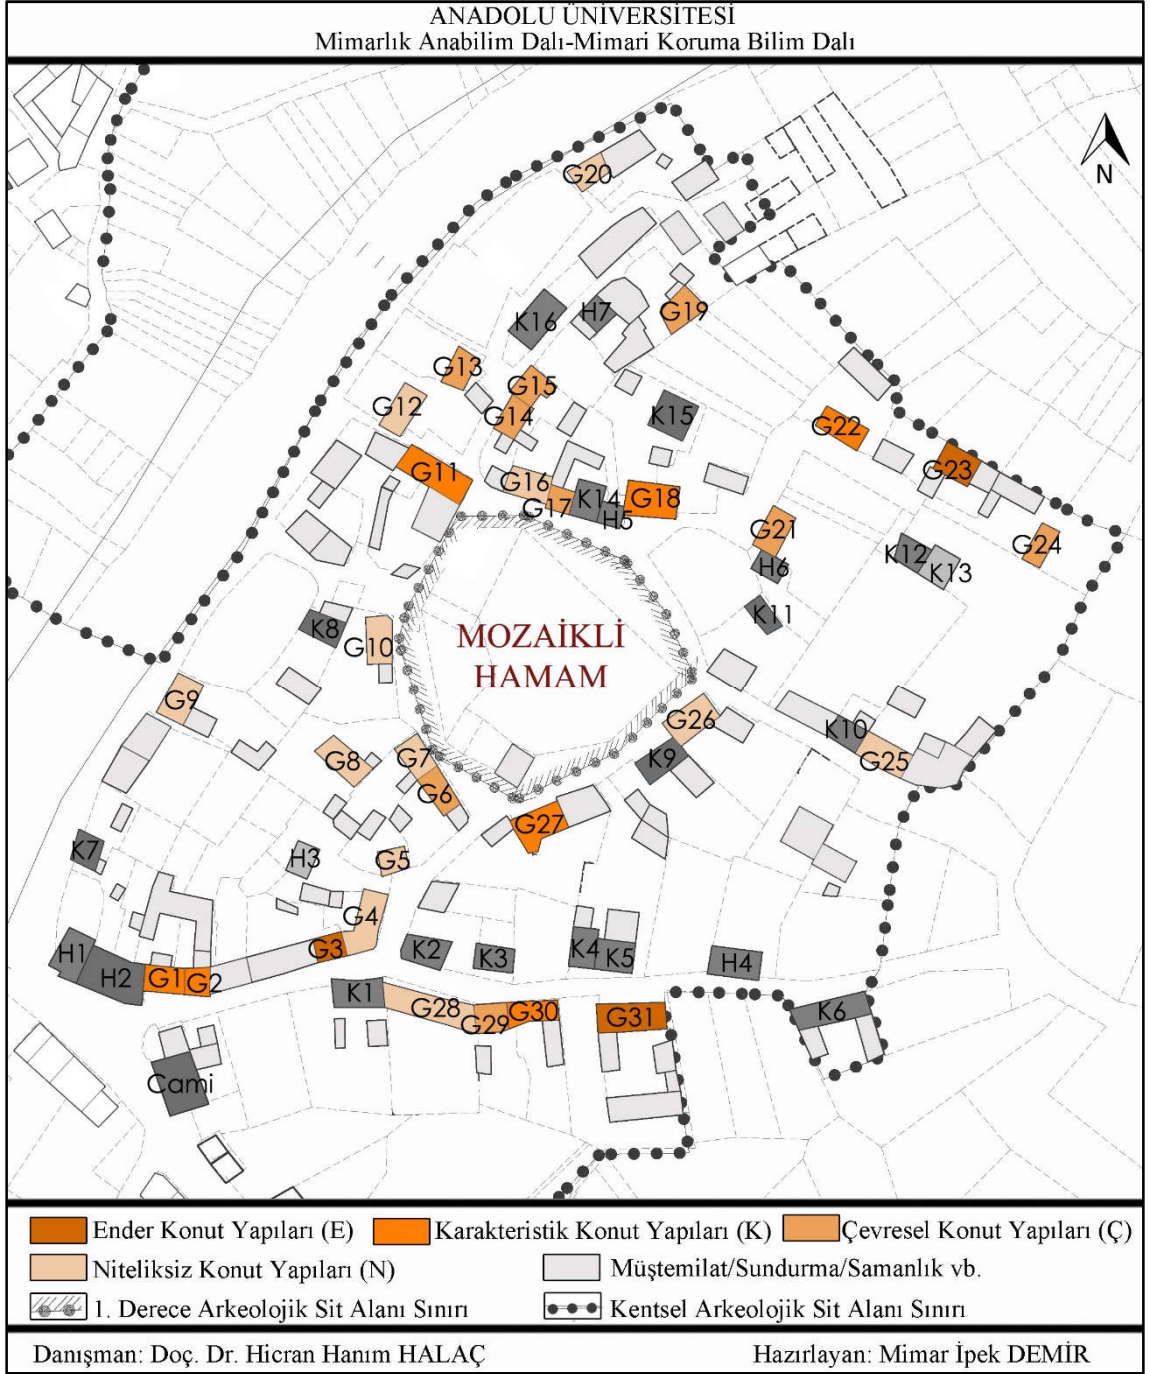 ANADOLU ÜNİVERSİTESİ
Mimarlık Anabilim Dalı-Mimari Koruma Bilim Dalı
N
G20
G19
H7
K16
G13
G15
G12
G14
K15
G22
G11
G16
G17
K14
H5
G18
G23
G21
H6
K12
K13
G24
K11
K8
G10
MOZAİKLİ
HAMAM
G9
G26
K10
G25
K9
G8
G7
G6
G27
K7
H3
G5
G4
H1
H2
G1
G2
G3
K2
K3
K4
K5
H4
K1
G28
G29
G30
G31
K6
Cami
Ender Konut Yapıları (E)
Karakteristik Konut Yapıları (K)
Çevresel Konut Yapıları (Ç)
Niteliksiz Konut Yapıları (N)
Müştemilat/Sundurma/Samanlık vb.
1. Derece Arkeolojik Sit Alanı Sınırı
Kentsel Arkeolojik Sit Alanı Sınırı
Danışman: Doç. Dr. Hicran Hanım HALAÇ
Hazırlayan: Mimar İpek DEMİR